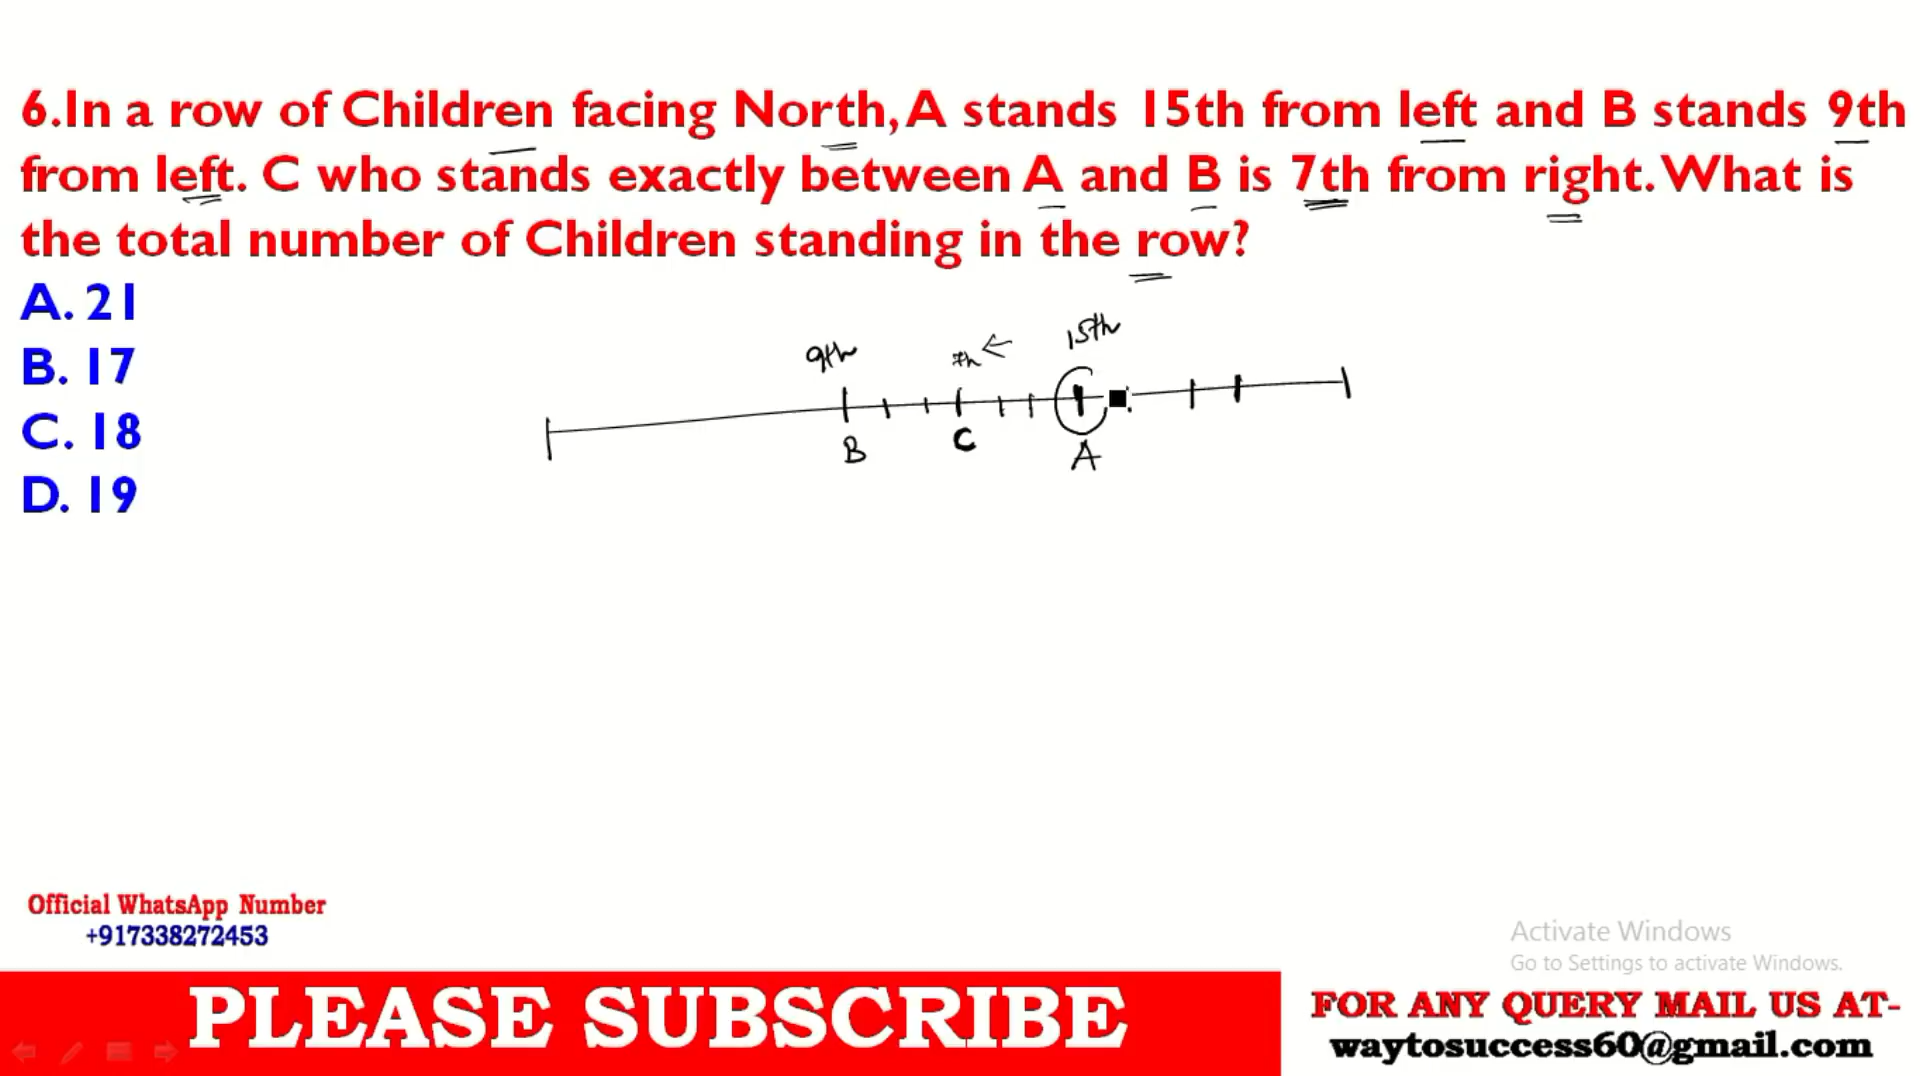 6.In a row of Children facing North, A stands 15th from left and B stands 9th
from left. C who stands exactly between A and B is 7th from right. What is
the total number of Children standing in the row?
A. 21
B. 17
C. 18
D. 19
9th 7th 15th
B C A
Official WhatsApp Number
+917338272453
Activate Windows
Go to Settings to activate Windows.
PLEASE SUBSCRIBE
FOR ANY QUERY MAIL US AT-
waytosuccess60@gmail.com